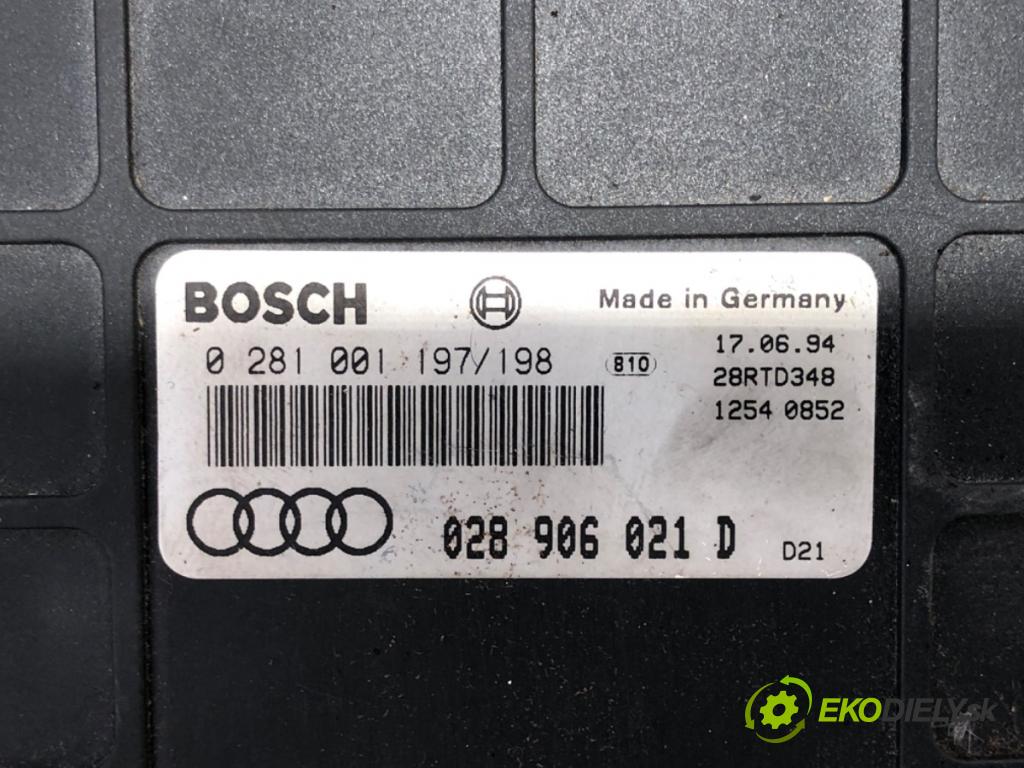 BOSCH
Made in Germany
0 281 001 197/198
810
17.06.94
28RTD348
1254 0852
028 906 021 D
D21
EKODIELY.sk